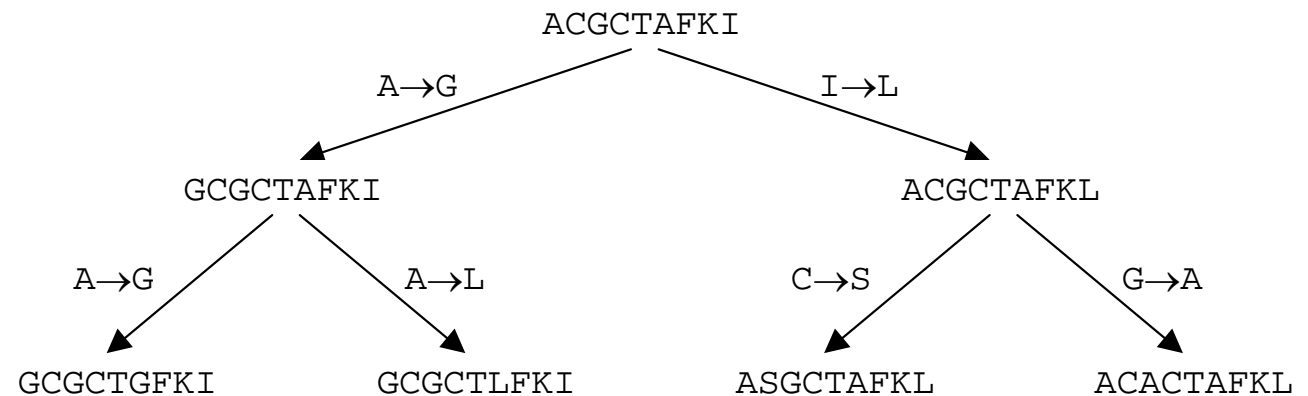 ACGCTAFKI
A→G I→L
GCGCTAFKI ACGCTAFKL
A→G A→L C→S G→A
GCGCTGFKI GCGCTLFKI ASGCTAFKL ACACTAFKL